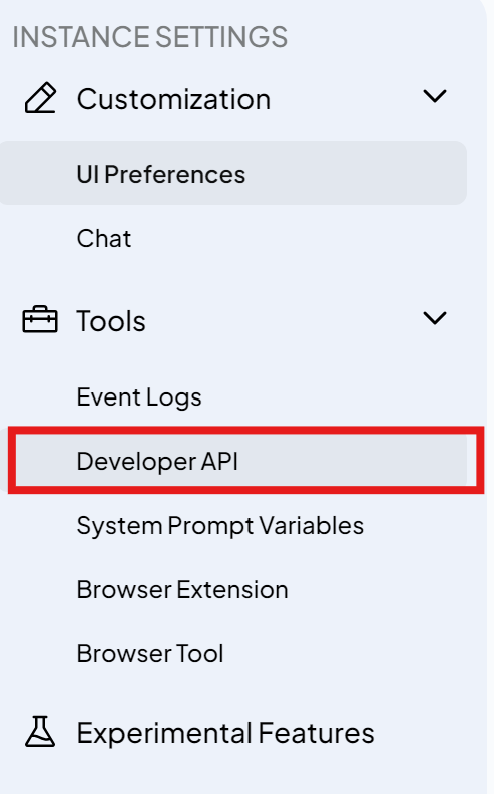 INSTANCE SETTINGS
Customization
UI Preferences
Chat
Tools
Event Logs
Developer API
System Prompt Variables
Browser Extension
Browser Tool
Experimental Features